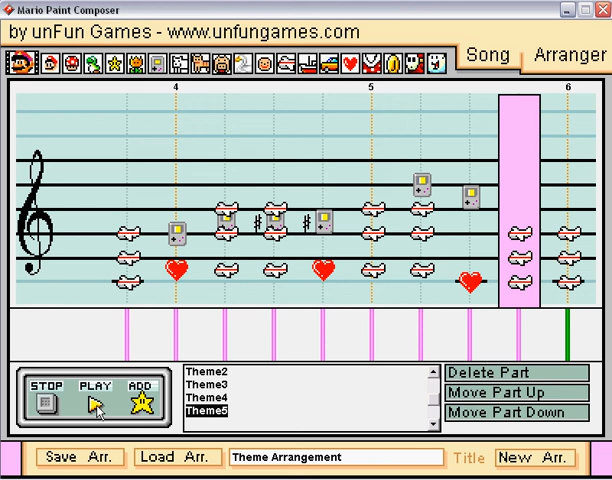 Mario Paint Composer
by unFun Games - www.unfungames.com
Song
Arranger
4
5
6
STOP
PLAY
ADD
Theme2
Theme3
Theme4
Theme5
Delete Part
Move Part Up
Move Part Down
Save Arr.
Load Arr.
Theme Arrangement
Title
New Arr.